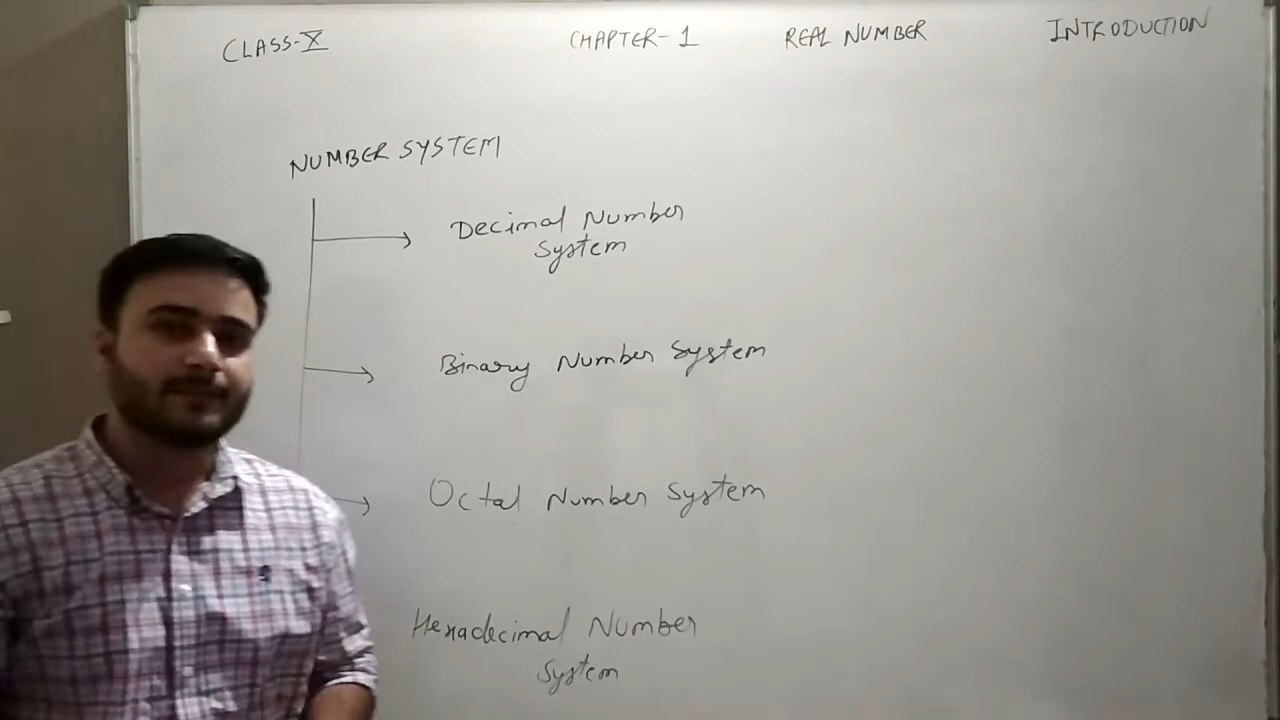 CLASS-X CHAPTER-1 REAL NUMBER INTRODUCTION
NUMBER SYSTEM
Decimal Number
System
Binary Number System
Octal Number System
Hexadecimal Number
System